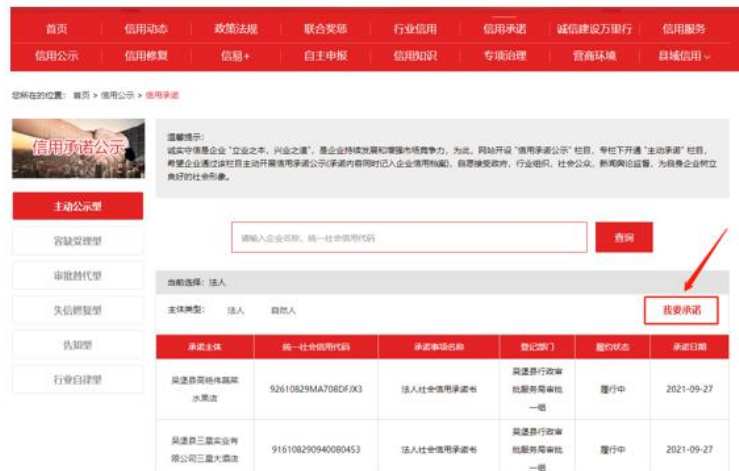 首页 信用动态 政策法规 联合奖惩 行业信用 信用承诺 诚信建设万里行 信用服务
信用公示 信用修复 信易+ 自主申报 信用知识 专项治理 营商环境 县域信用
您所在的位置： 首页 > 信用公示 > 信用承诺
信用承诺公示
温馨提示：
诚实守信是企业“立业之本，兴业之道”，是企业持续发展和增强市场竞争力，为此，网站开设“信用承诺公示”栏目，专栏下开通“主动承诺”栏目，
希望企业通过该栏目主动开展信用承诺公示(承诺内容同时记入企业信用档案)，自愿接受政府，行业组织，社会公众，新闻舆论监督，为自身企业树立
良好的社会形象。
主动公示型
容缺受理型
审批替代型
失信修复型
告知型
行业自律型
请输入企业名称、统一社会信用代码
查询
当前选择：法人
主体类型： 法人 自然人
我要承诺
承诺主体 统一社会信用代码 承诺事项名称 登记部门 履约状态 承诺日期
吴堡县苑艳伟蔬菜
水果店
92610829MA708DFJX3 法人社会信用承诺书
吴堡县行政审
批服务局审批
一组
履行中 2021-09-27
吴堡县三星实业有
限公司三星大酒店
916108290940080453 法人社会信用承诺书
吴堡县行政审
批服务局审批
一组
履行中 2021-09-27